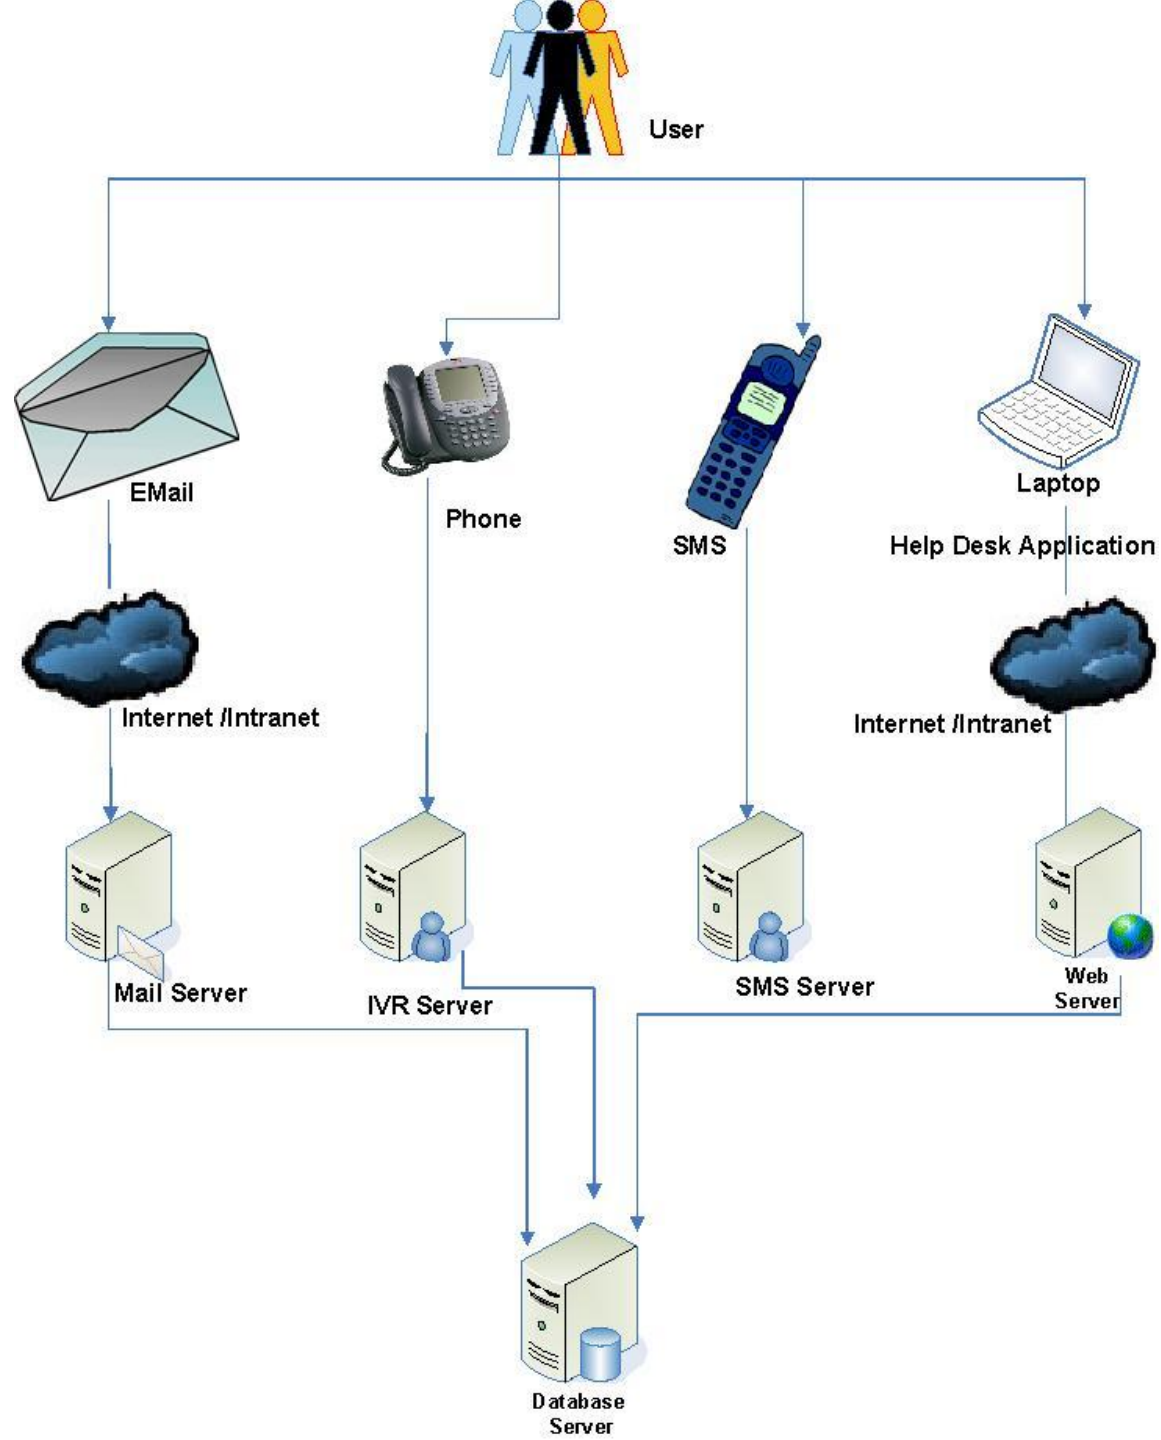 User
EMail
Phone
SMS
Laptop
Help Desk Application
Internet /Intranet
Internet /Intranet
Mail Server
IVR Server
SMS Server
Web
Server
Database
Server